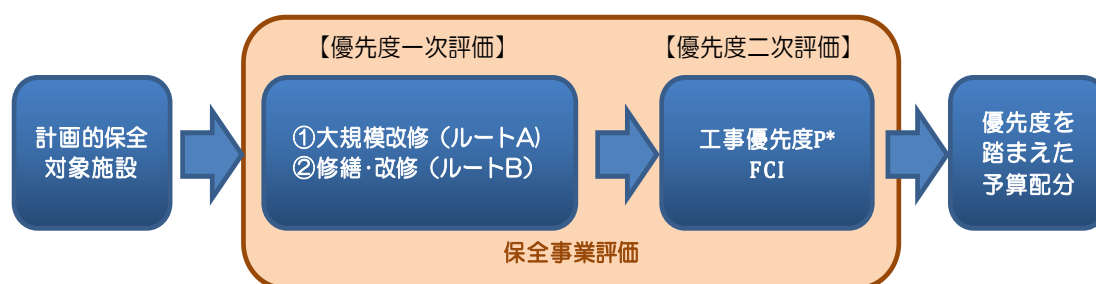 【優先度一次評価】
【優先度二次評価】
計画的保全
対象施設
①大規模改修（ルートA)
②修繕・改修（ルートB）
工事優先度P*
FCI
優先度を
踏まえた
予算配分
保全事業評価